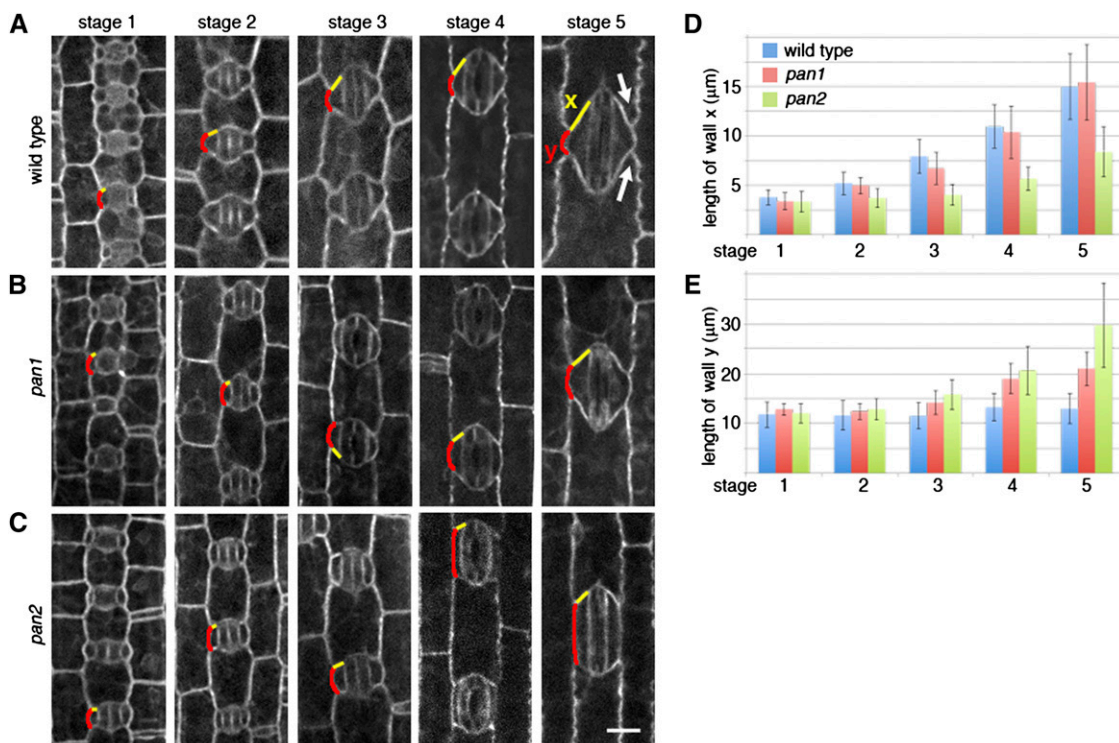 stage 1 stage 2 stage 3 stage 4 stage 5
A
wild type
x
y
B
pan1
C
pan2
D
wild type
pan1
pan2
length of wall x (μm)
15
10
5
stage 1 2 3 4 5
E
length of wall y (μm)
30
20
10
stage 1 2 3 4 5